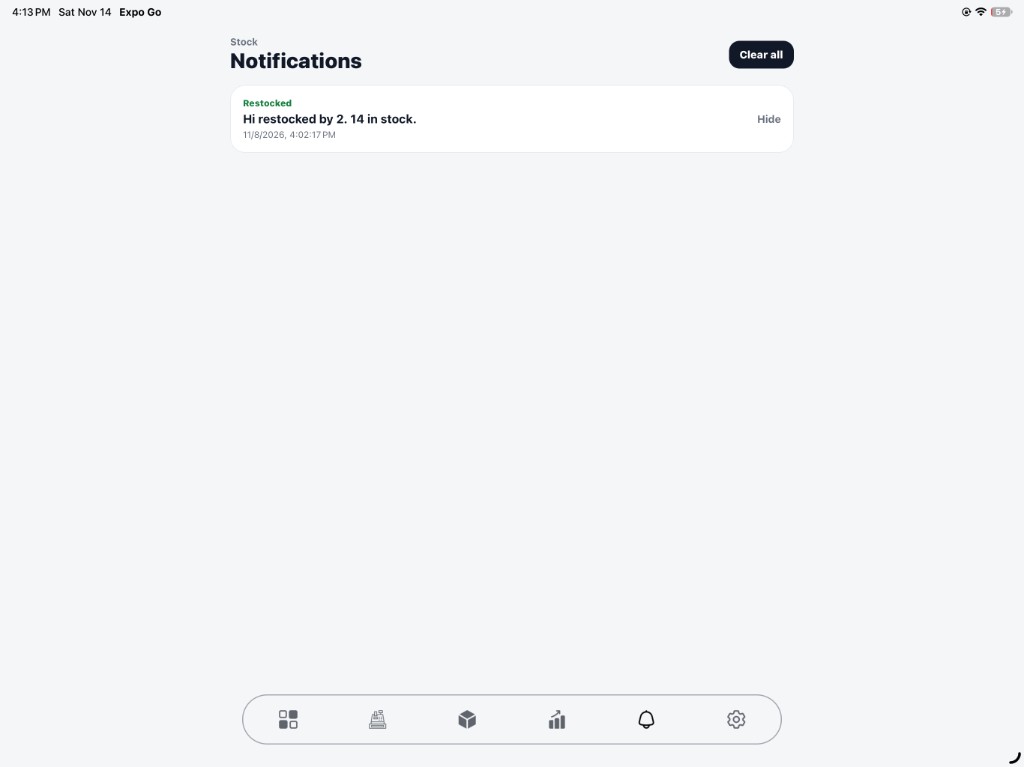 4:13 PM Sat Nov 14 Expo Go
5
Stock
Notifications
Clear all
Restocked
Hi restocked by 2. 14 in stock.
Hide
11/8/2026, 4:02:17 PM